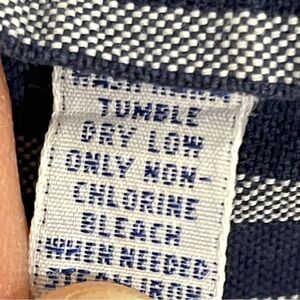 TUMBLE
DRY LOW
ONLY NON-
CHLORINE
BLEACH
WHEN NEEDED